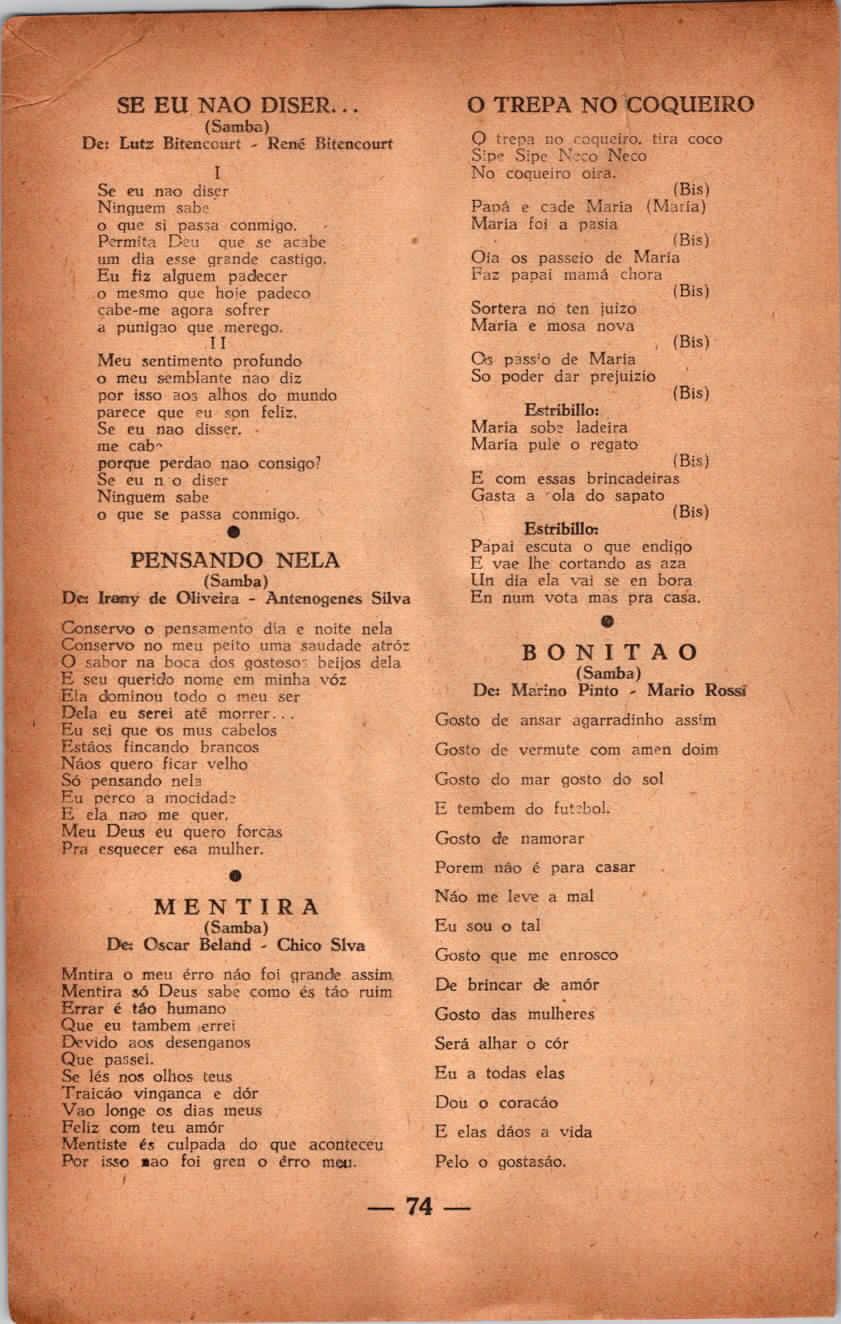 SE EU NAO DISER...
(Samba)
De: Lutz Bitencourt - René Bitencourt
I
Se eu nao diser
Ninguem sabe
o que si passa conmigo.
Permita Deu que se acabe
um dia esse grande castigo.
Eu fiz alguem padecer
o mesmo que hoje padeco
cabe-me agora sofrer
a punigao que merego.
II
Meu sentimento profundo
o meu semblante nao diz
por isso aos alhos do mundo
parece que eu son feliz.
Se eu nao disser.
me cab
porque perdao nao consigo?
Se eu n o diser
Ninguem sabe
o que se passa conmigo.
PENSANDO NELA
(Samba)
De: Irany de Oliveira - Antenogenes Silva
Conservo o pensamento dia e noite nela
Conservo no meu peito uma saudade atróz
O sabor na boca dos gostosos beijos dela
E seu querido nome em minha vóz
Ela dominou todo o meu ser
Dela eu serei até morrer...
Eu sei que os mus cabelos
Estáos fincando brancos
Náos quero ficar velho
Só pensando nela
Eu perco a mocidade
E ela nao me quer.
Meu Deus eu quero forcas
Pra esquecer esa mulher.
MENTIRA
(Samba)
De: Oscar Beland - Chico Slva
Mntira o meu érro náo foi grande assim
Mentira só Deus sabe como és táo ruim
Errar é táo humano
Que eu tambem errei
Devido aos desenganos
Que passei.
Se lés nos olhos teus
Traicáo vinganca e dór
Vao longe os dias meus
Feliz com teu amór
Mentiste és culpada do que aconteceu
Por isso nao foi gren o érro meu.
O TREPA NO COQUEIRO
O trepa no coqueiro, tira coco
Sipe Sipe Neco Neco
No coqueiro oira.
(Bis)
Papá e cade Maria (María)
Maria foi a pasia
(Bis)
Oia os passeio de María
Faz papai mamá chora
(Bis)
Sortera nó ten juizo
Maria e mosa nova
(Bis)
Os pass'o de Maria
So poder dar prejuizio
(Bis)
Estribillo:
Maria sobe ladeira
María pule o regato
(Bis)
E com essas brincadeiras
Gasta a ola do sapato
(Bis)
Estribillo:
Papai escuta o que endigo
E vae lhe cortando as aza
Un dia ela vai se en bora
En num vota mas pra casa.
BONITAO
(Samba)
De: Marino Pinto - Mario Rossi
Gosto de ansar agarradinho assim
Gosto de vermute com amen doim
Gosto do mar gosto do sol
E tembem do futebol.
Gosto de namorar
Porem náo é para casar
Náo me leve a mal
Eu sou o tal
Gosto que me enrosco
De brincar de amór
Gosto das mulheres
Será alhar o cór
Eu a todas elas
Dou o coracáo
E elas dáos a vida
Pelo o gostasáo.
— 74 —